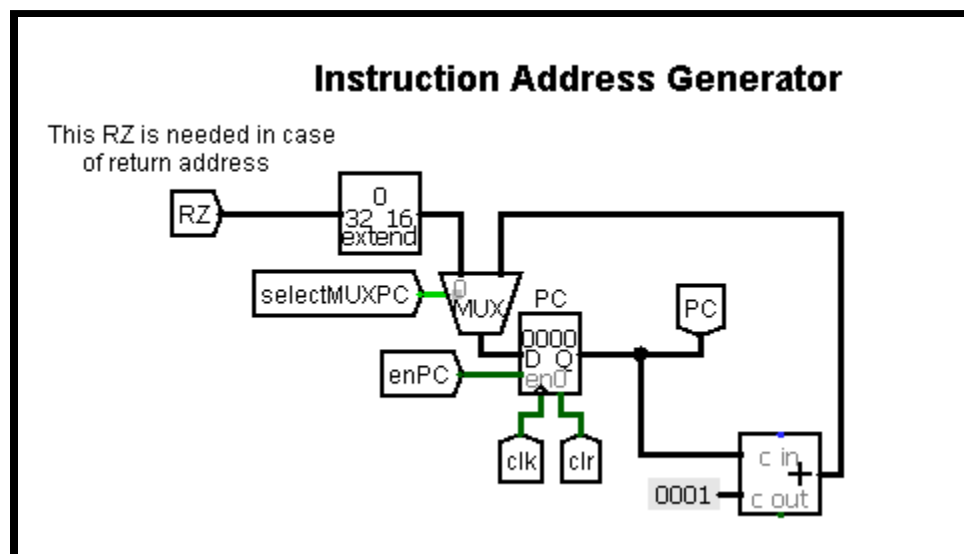 Instruction Address Generator
This RZ is needed in case
of return address
RZ
0
32 16
extend
selectMUXPC
0
MUX
PC
0000
D Q
en0
PC
enPC
clk
clr
c in
+
0001
c out